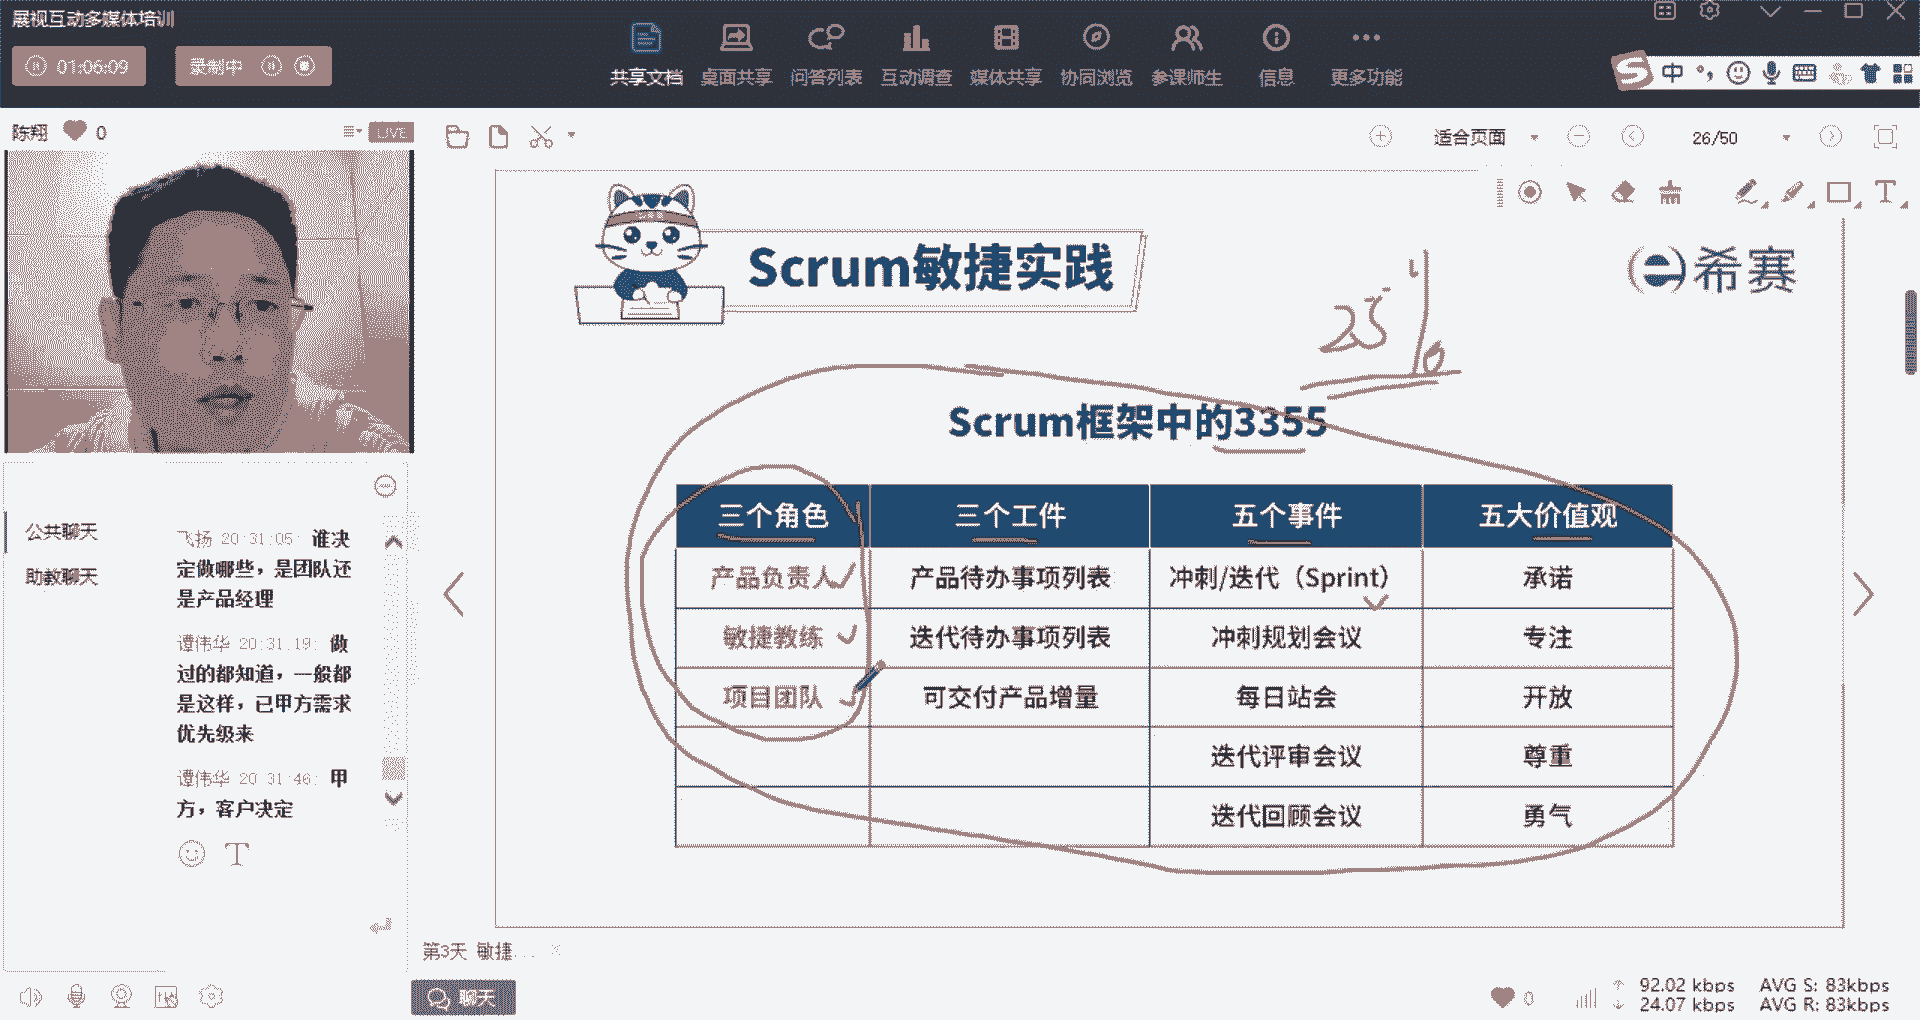 展视互动多媒体培训
01:06:09
录制中
共享文档
桌面共享
问答列表
互动调查
媒体共享
协同浏览
参课师生
信息
更多功能
中
陈翔
0
LIVE
适合页面
26/50
公共聊天
助教聊天
飞扬 20:31:05: 谁决
定做哪些，是团队还
是产品经理
谭伟华 20:31:19: 做
过的都知道，一般都
是这样，已甲方需求
优先级来
谭伟华 20:31:46: 甲
方，客户决定
Scrum敏捷实践
希赛
25%
Scrum框架中的3355
三个角色 三个工件 五个事件 五大价值观
产品负责人 产品待办事项列表 冲刺/迭代（Sprint） 承诺
敏捷教练 迭代待办事项列表 冲刺规划会议 专注
项目团队 可交付产品增量 每日站会 开放
迭代评审会议 尊重
迭代回顾会议 勇气
第3天 敏捷...
聊天
0
92.02 kbps AVG S: 83kbps
24.07 kbps AVG R: 83kbps